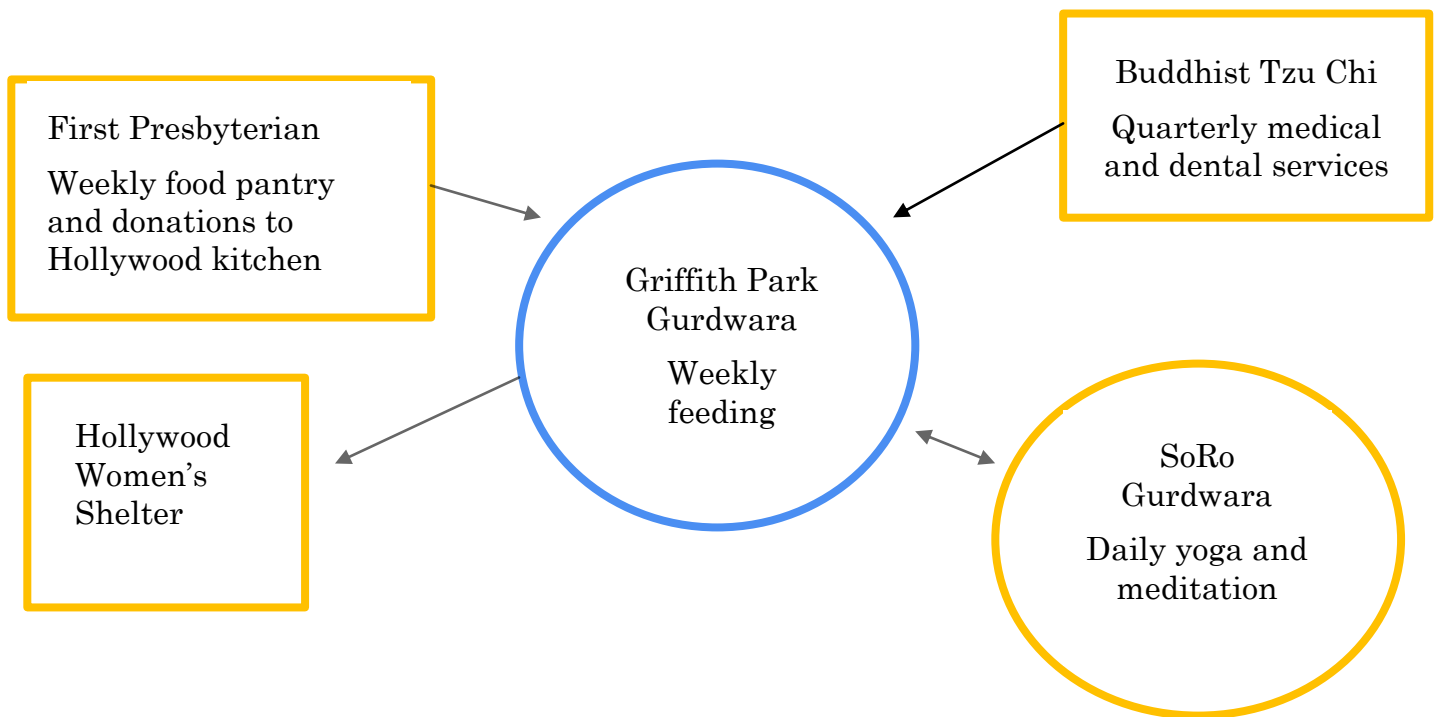 First Presbyterian
Weekly food pantry
and donations to
Hollywood kitchen
Buddhist Tzu Chi
Quarterly medical
and dental services
Griffith Park
Gurdwara
Weekly
feeding
Hollywood
Women’s
Shelter
SoRo
Gurdwara
Daily yoga and
meditation